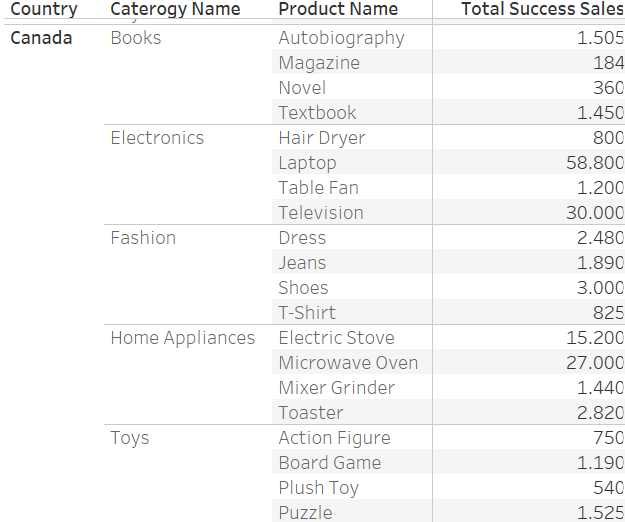 Country Caterogy Name Product Name Total Success Sales
Canada Books Autobiography 1.505
Magazine 184
Novel 360
Textbook 1.450
Electronics Hair Dryer 800
Laptop 58.800
Table Fan 1.200
Television 30.000
Fashion Dress 2.480
Jeans 1.890
Shoes 3.000
T-Shirt 825
Home Appliances Electric Stove 15.200
Microwave Oven 27.000
Mixer Grinder 1.440
Toaster 2.820
Toys Action Figure 750
Board Game 1.190
Plush Toy 540
Puzzle 1.525